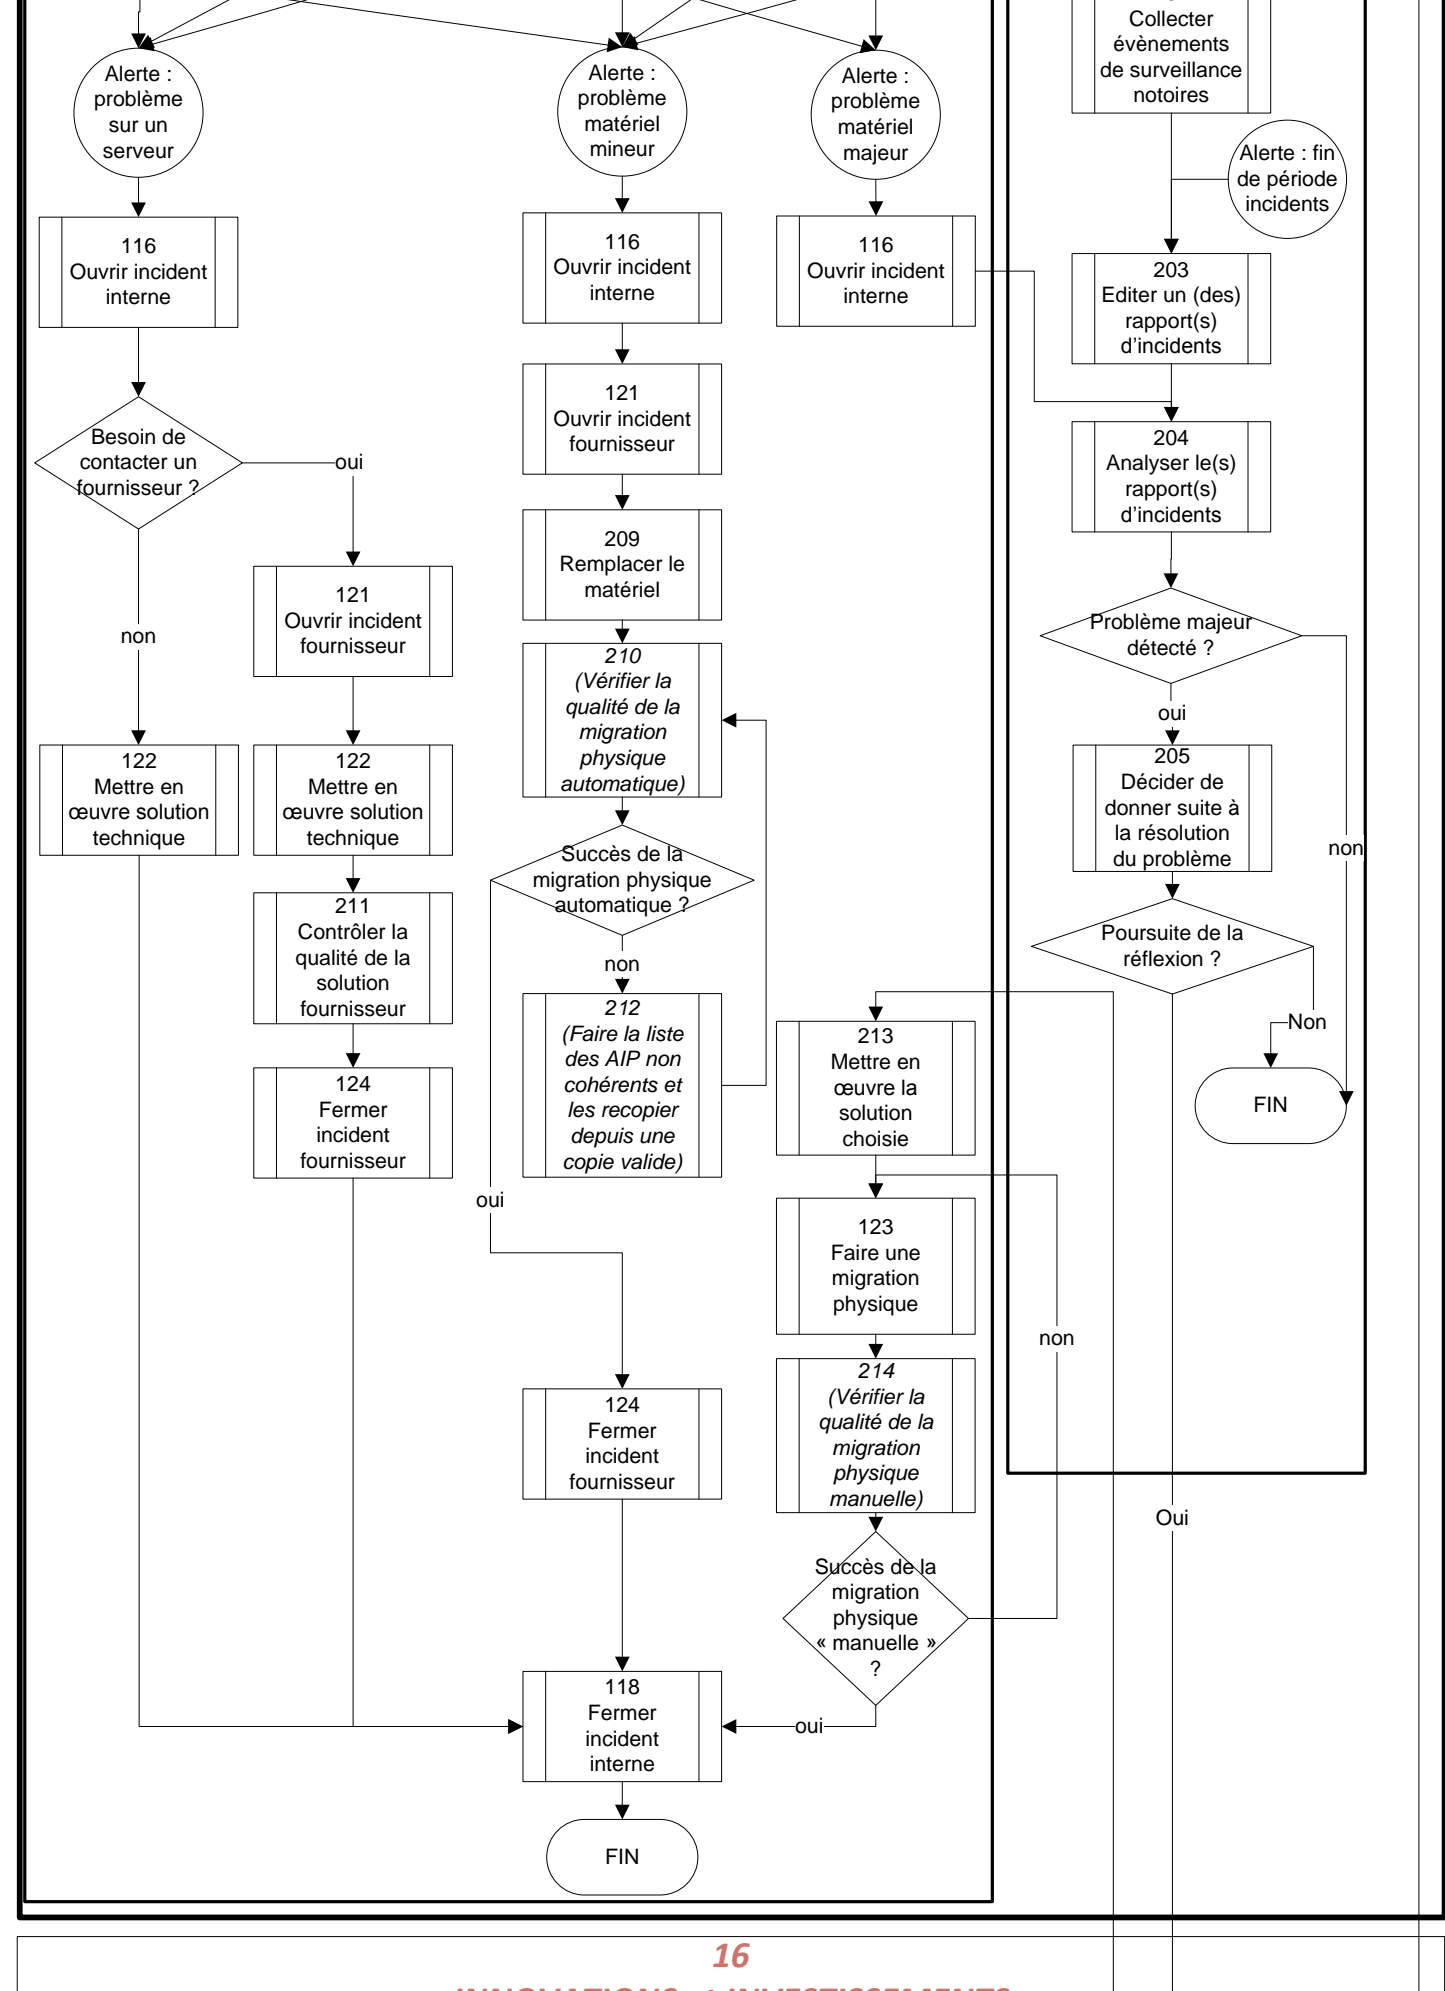 Alerte :
problème
sur un
serveur
116
Ouvrir incident
interne
Besoin de
contacter un
fournisseur ?
oui
non
121
Ouvrir incident
fournisseur
122
Mettre en
œuvre solution
technique
122
Mettre en
œuvre solution
technique
211
Contrôler la
qualité de la
solution
fournisseur
124
Fermer
incident
fournisseur
Alerte :
problème
matériel
mineur
116
Ouvrir incident
interne
121
Ouvrir incident
fournisseur
209
Remplacer le
matériel
210
(Vérifier la
qualité de la
migration
physique
automatique)
Succès de la
migration physique
automatique ?
non
212
(Faire la liste
des AIP non
cohérents et
les recopier
depuis une
copie valide)
oui
124
Fermer
incident
fournisseur
118
Fermer
incident
interne
FIN
Alerte :
problème
matériel
majeur
116
Ouvrir incident
interne
213
Mettre en
œuvre la
solution
choisie
123
Faire une
migration
physique
non
214
(Vérifier la
qualité de la
migration
physique
manuelle)
Succès de la
migration
physique
« manuelle »
?
oui
Collecter
évènements
de surveillance
notoires
Alerte : fin
de période
incidents
203
Editer un (des)
rapport(s)
d'incidents
204
Analyser le(s)
rapport(s)
d'incidents
Problème majeur
détecté ?
oui
non
205
Décider de
donner suite à
la résolution
du problème
Poursuite de la
réflexion ?
Non
FIN
Oui
16